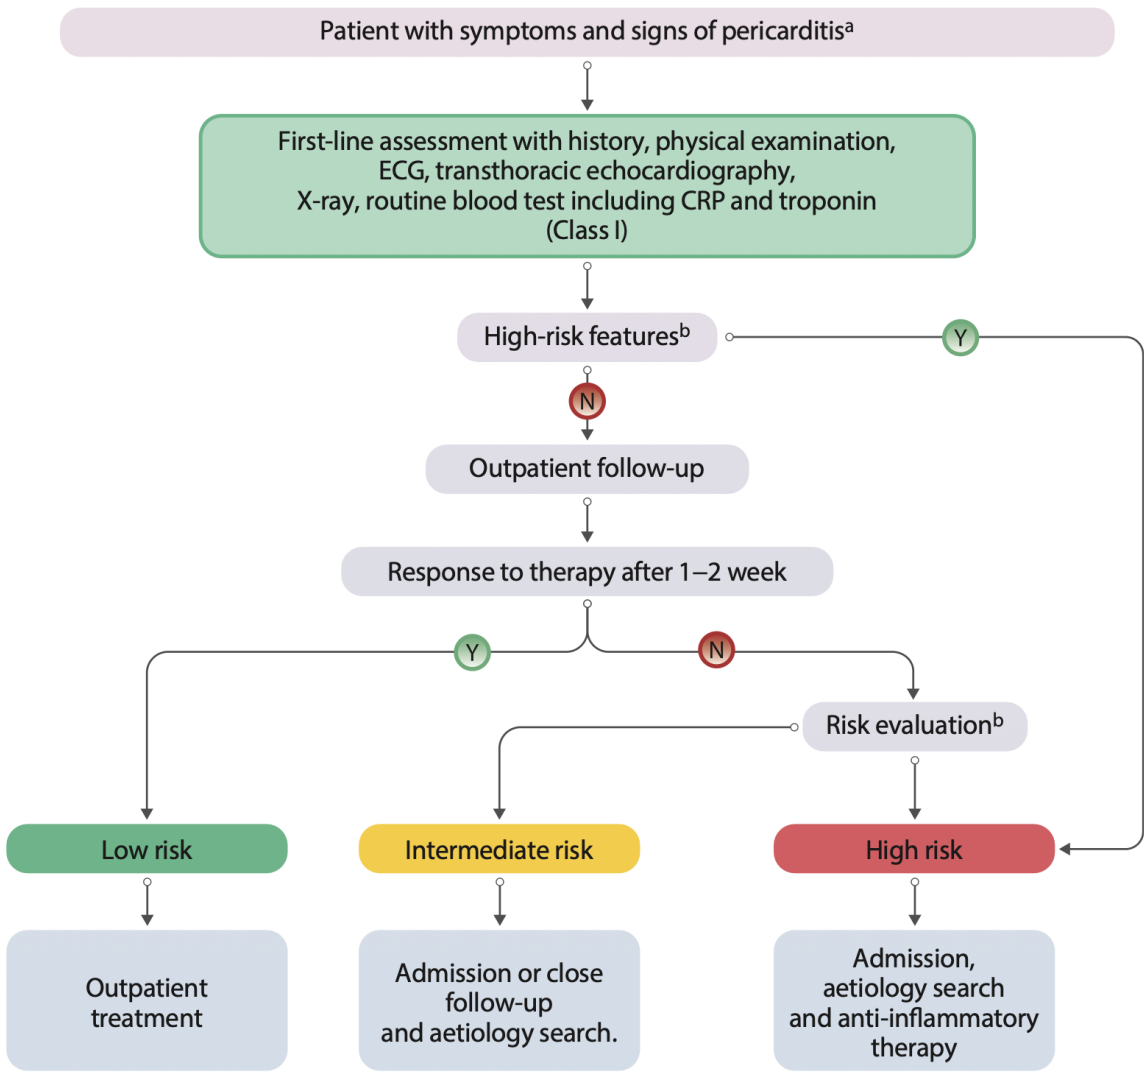 Patient with symptoms and signs of pericarditisᵃ
First-line assessment with history, physical examination,
ECG, transthoracic echocardiography,
X-ray, routine blood test including CRP and troponin
(Class I)
High-risk featuresᵇ
Y
N
Outpatient follow-up
Response to therapy after 1–2 week
Y
N
Risk evaluationᵇ
Low risk
Intermediate risk
High risk
Outpatient
treatment
Admission or close
follow-up
and aetiology search.
Admission,
aetiology search
and anti-inflammatory
therapy